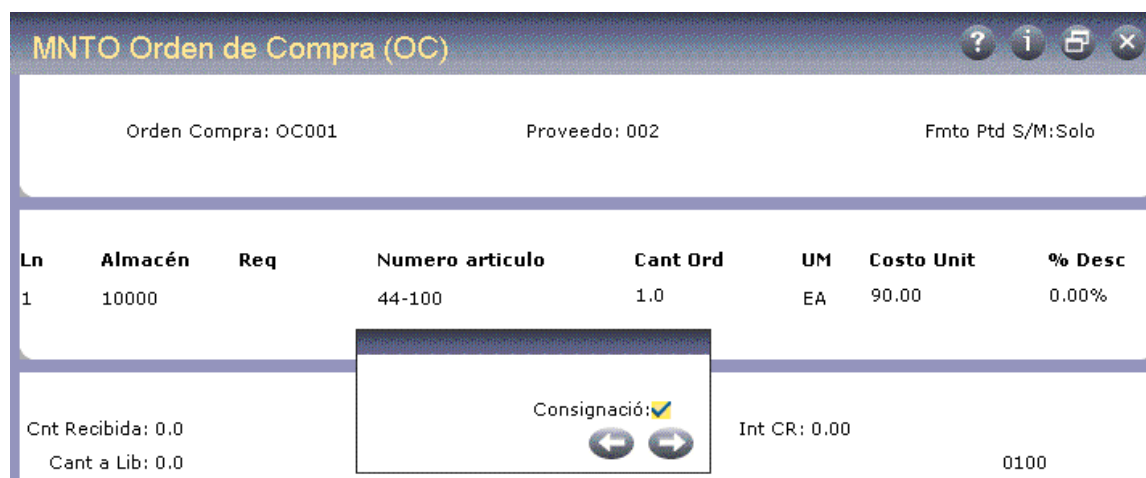 MNTO Orden de Compra (OC)
Orden Compra: OC001 Proveedo: 002 Fmto Ptd S/M:Solo
Ln Almacén Req Numero articulo Cant Ord UM Costo Unit % Desc
1 10000 44-100 1.0 EA 90.00 0.00%
Consignació:
Cnt Recibida: 0.0 Int CR: 0.00
Cant a Lib: 0.0 0100